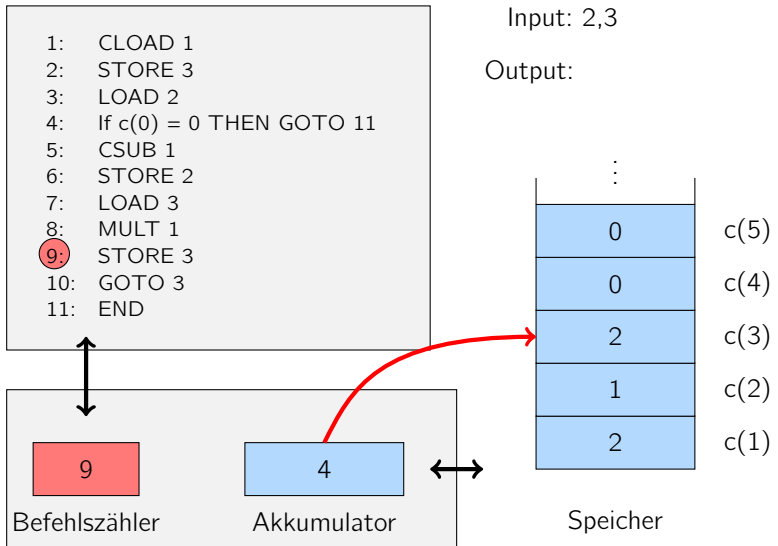 1: CLOAD 1
2: STORE 3
3: LOAD 2
4: If c(0) = 0 THEN GOTO 11
5: CSUB 1
6: STORE 2
7: LOAD 3
8: MULT 1
9: STORE 3
10: GOTO 3
11: END
Input: 2,3
Output:
⋮
0 c(5)
0 c(4)
2 c(3)
1 c(2)
2 c(1)
9
4
Befehlszähler
Akkumulator
Speicher